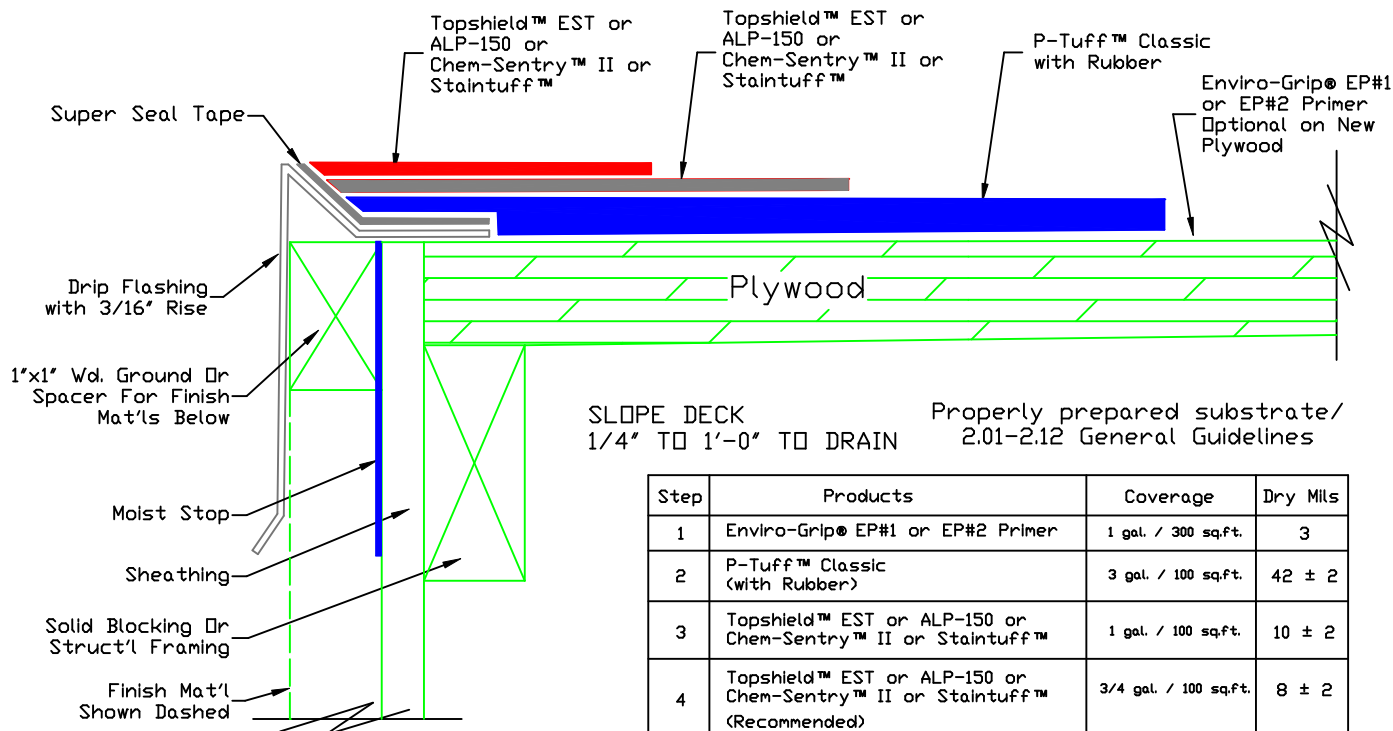 Topshield™ EST or
ALP-150 or
Chem-Sentry™ II or
Staintuff™
Topshield™ EST or
ALP-150 or
Chem-Sentry™ II or
Staintuff™
P-Tuff™ Classic
with Rubber
Enviro-Grip® EP#1
or EP#2 Primer
Optional on New
Plywood
Super Seal Tape
Drip Flashing
with 3/16" Rise
Plywood
1"x1" Wd. Ground Or
Spacer For Finish
Mat'ls Below
SLOPE DECK
1/4" TO 1'-0" TO DRAIN
Properly prepared substrate/
2.01-2.12 General Guidelines
Moist Stop
Sheathing
Solid Blocking Or
Struct'l Framing
Finish Mat'l
Shown Dashed
Step Products Coverage Dry Mils
1 Enviro-Grip® EP#1 or EP#2 Primer 1 gal. / 300 sq.ft. 3
2 P-Tuff™ Classic
(with Rubber) 3 gal. / 100 sq.ft. 42 ± 2
3 Topshield™ EST or ALP-150 or
Chem-Sentry™ II or Staintuff™ 1 gal. / 100 sq.ft. 10 ± 2
4 Topshield™ EST or ALP-150 or
Chem-Sentry™ II or Staintuff™ 3/4 gal. / 100 sq.ft. 8 ± 2
(Recommended)